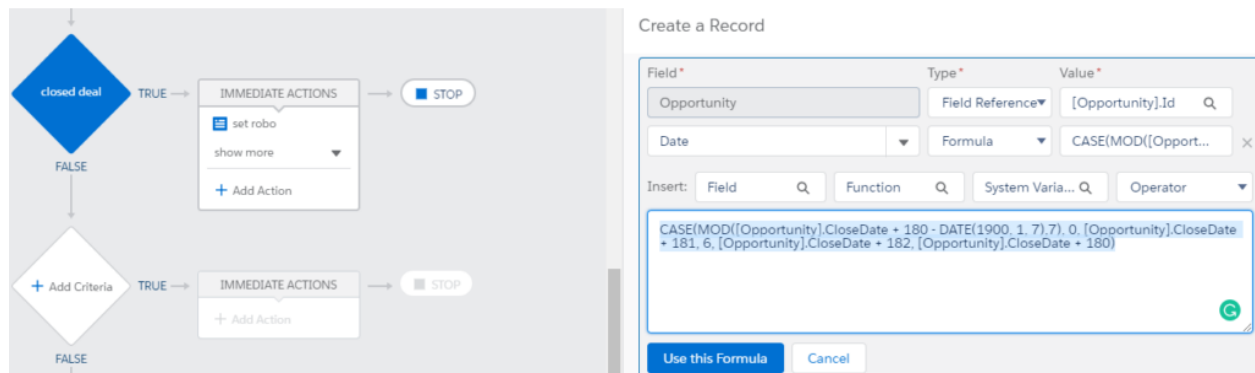 closed deal
TRUE
IMMEDIATE ACTIONS
STOP
set robo
show more
+ Add Action
FALSE
+ Add Criteria
TRUE
IMMEDIATE ACTIONS
STOP
+ Add Action
FALSE
Create a Record
Field* Type* Value*
Opportunity Field Reference [Opportunity].Id
Date Formula CASE(MOD([Opport...
Insert: Field Function System Varia... Operator
CASE(MOD([Opportunity].CloseDate + 180 - DATE(1900, 1, 7),7), 0, [Opportunity].CloseDate
+ 181, 6, [Opportunity].CloseDate + 182, [Opportunity].CloseDate + 180)
Use this Formula Cancel